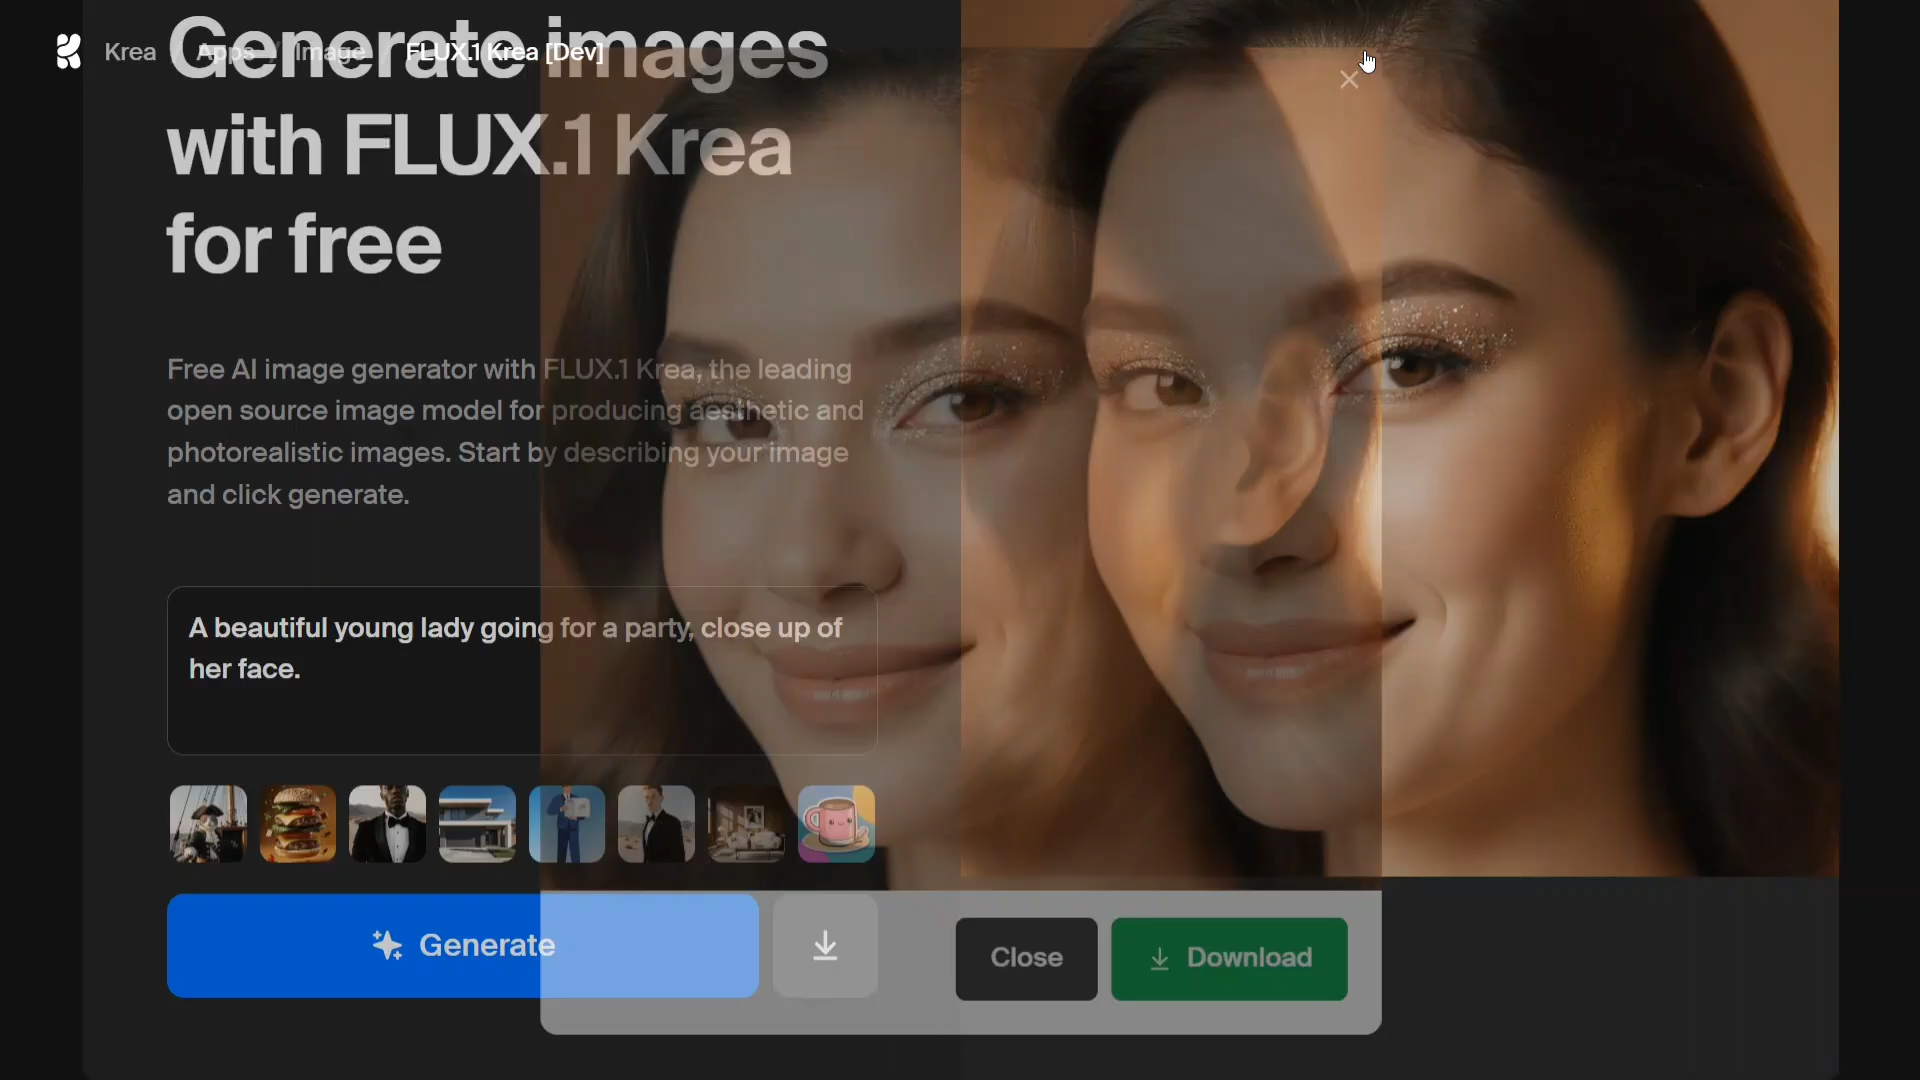 Krea / Apps / Image / FLUX.1 Krea [Dev]
Generate images
with FLUX.1 Krea
for free
Free AI image generator with FLUX.1 Krea, the leading
open source image model for producing aesthetic and
photorealistic images. Start by describing your image
and click generate.
A beautiful young lady going for a party, close up of
her face.
Generate
Close
Download